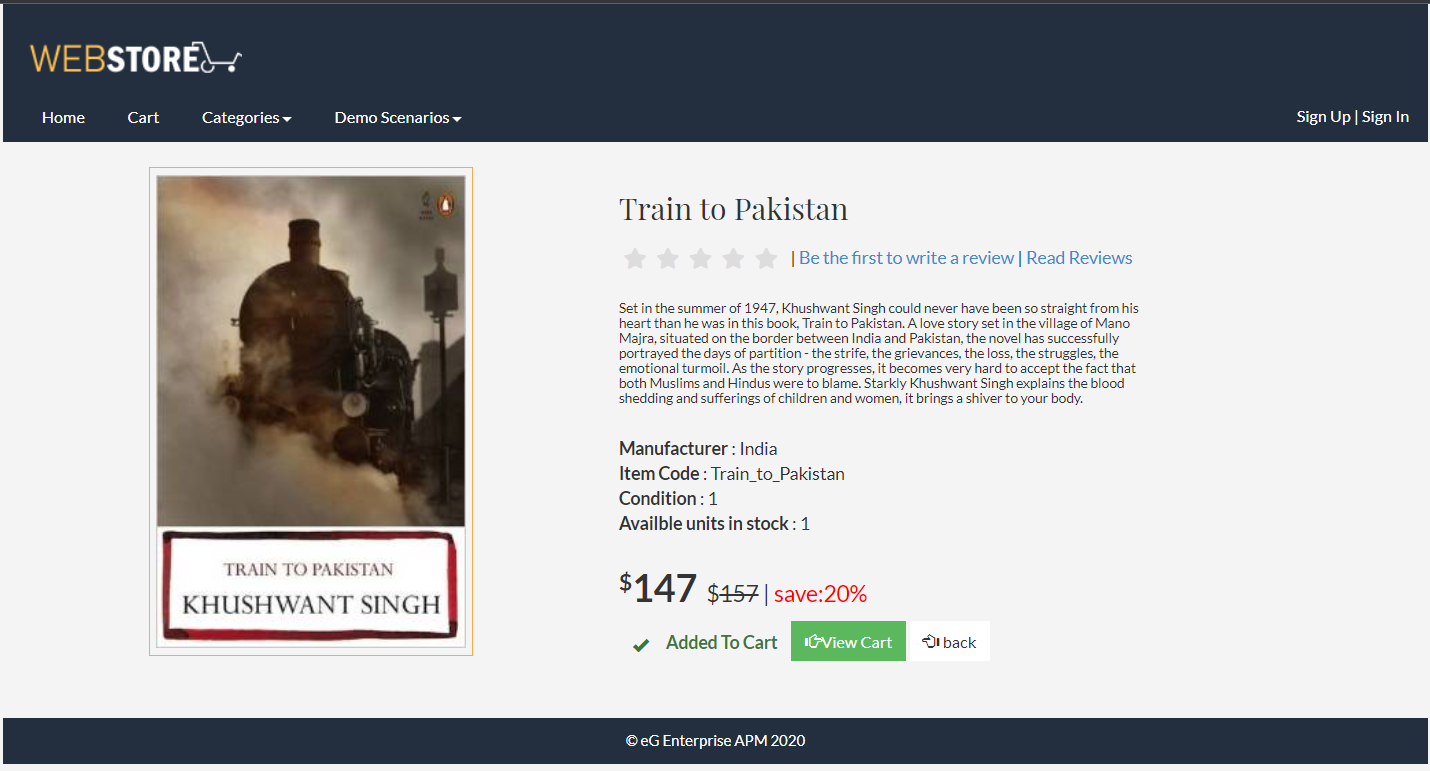 WEBSTORE
Home Cart Categories Demo Scenarios Sign Up | Sign In
TRAIN TO PAKISTAN
KHUSHWANT SINGH
Train to Pakistan
| Be the first to write a review | Read Reviews
Set in the summer of 1947, Khushwant Singh could never have been so straight from his
heart than he was in this book, Train to Pakistan. A love story set in the village of Mano
Majra, situated on the border between India and Pakistan, the novel has successfully
portrayed the days of partition - the strife, the grievances, the loss, the struggles, the
emotional turmoil. As the story progresses, it becomes very hard to accept the fact that
both Muslims and Hindus were to blame. Starkly Khushwant Singh explains the blood
shedding and sufferings of children and women, it brings a shiver to your body.
Manufacturer : India
Item Code : Train_to_Pakistan
Condition : 1
Availble units in stock : 1
$147 $157 | save:20%
Added To Cart View Cart back
© eG Enterprise APM 2020